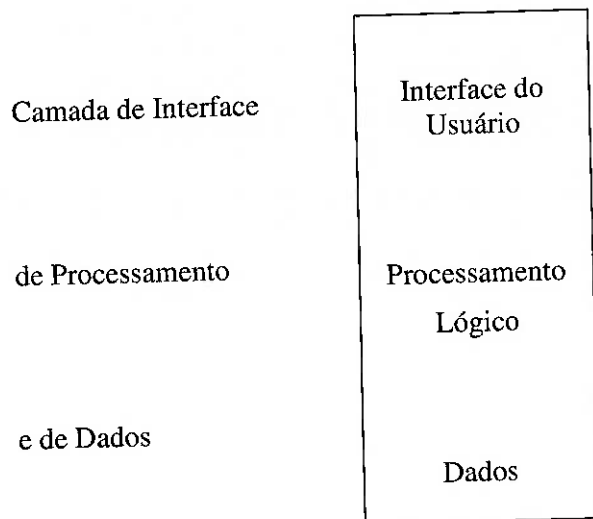 Camada de Interface
Interface do
Usuário
de Processamento
Processamento
Lógico
e de Dados
Dados